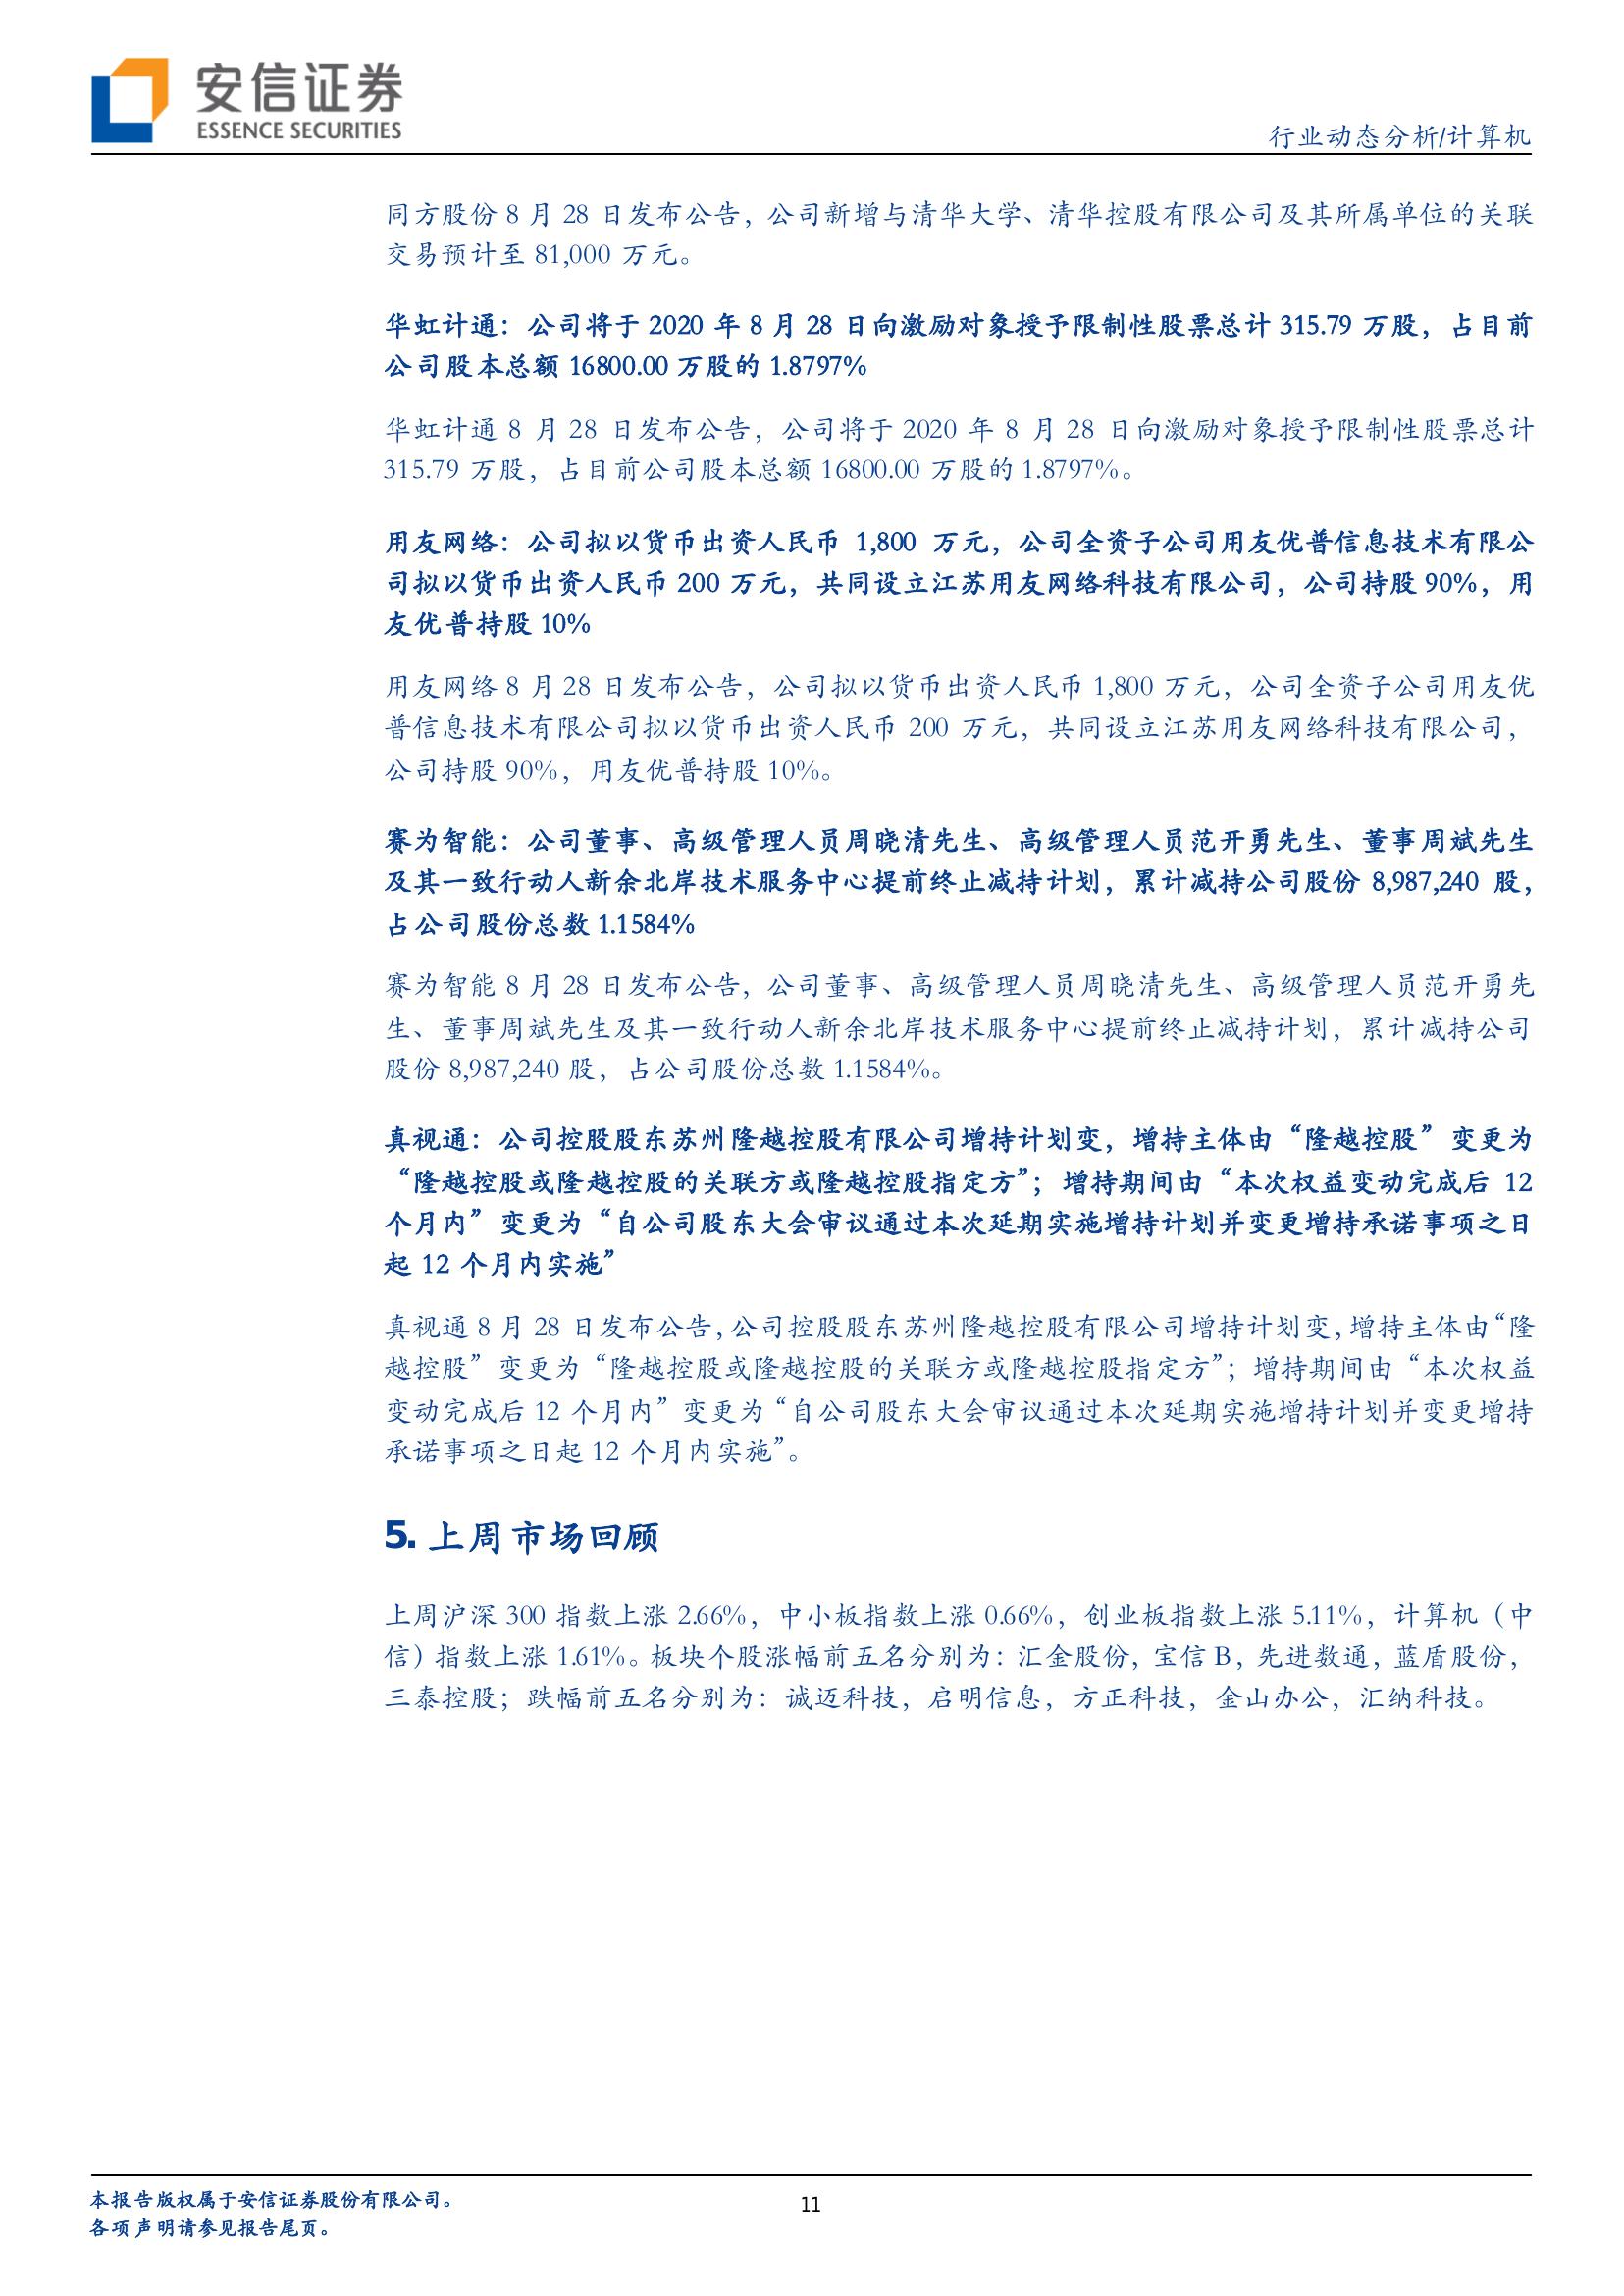 安信证券
ESSENCE SECURITIES
行业动态分析/计算机
同方股份 8 月 28 日发布公告，公司新增与清华大学、清华控股有限公司及其所属单位的关联
交易预计至 81,000 万元。
华虹计通：公司将于 2020 年 8 月 28 日向激励对象授予限制性股票总计 315.79 万股，占目前
公司股本总额 16800.00 万股的 1.8797%
华虹计通 8 月 28 日发布公告，公司将于 2020 年 8 月 28 日向激励对象授予限制性股票总计
315.79 万股，占目前公司股本总额 16800.00 万股的 1.8797%。
用友网络：公司拟以货币出资人民币 1,800 万元，公司全资子公司用友优普信息技术有限公
司拟以货币出资人民币 200 万元，共同设立江苏用友网络科技有限公司，公司持股 90%，用
友优普持股 10%
用友网络 8 月 28 日发布公告，公司拟以货币出资人民币 1,800 万元，公司全资子公司用友优
普信息技术有限公司拟以货币出资人民币 200 万元，共同设立江苏用友网络科技有限公司，
公司持股 90%，用友优普持股 10%。
赛为智能：公司董事、高级管理人员周晓清先生、高级管理人员范开勇先生、董事周斌先生
及其一致行动人新余北岸技术服务中心提前终止减持计划，累计减持公司股份 8,987,240 股，
占公司股份总数 1.1584%
赛为智能 8 月 28 日发布公告，公司董事、高级管理人员周晓清先生、高级管理人员范开勇先
生、董事周斌先生及其一致行动人新余北岸技术服务中心提前终止减持计划，累计减持公司
股份 8,987,240 股，占公司股份总数 1.1584%。
真视通：公司控股股东苏州隆越控股有限公司增持计划变，增持主体由“隆越控股”变更为
“隆越控股或隆越控股的关联方或隆越控股指定方”；增持期间由“本次权益变动完成后 12
个月内”变更为“自公司股东大会审议通过本次延期实施增持计划并变更增持承诺事项之日
起 12 个月内实施”
真视通 8 月 28 日发布公告，公司控股股东苏州隆越控股有限公司增持计划变，增持主体由“隆
越控股”变更为“隆越控股或隆越控股的关联方或隆越控股指定方”；增持期间由“本次权益
变动完成后 12 个月内”变更为“自公司股东大会审议通过本次延期实施增持计划并变更增持
承诺事项之日起 12 个月内实施”。
5. 上周市场回顾
上周沪深 300 指数上涨 2.66%，中小板指数上涨 0.66%，创业板指数上涨 5.11%，计算机（中
信）指数上涨 1.61%。板块个股涨幅前五名分别为：汇金股份，宝信 B，先进数通，蓝盾股份，
三泰控股；跌幅前五名分别为：诚迈科技，启明信息，方正科技，金山办公，汇纳科技。
本报告版权属于安信证券股份有限公司。
11
各项声明请参见报告尾页。